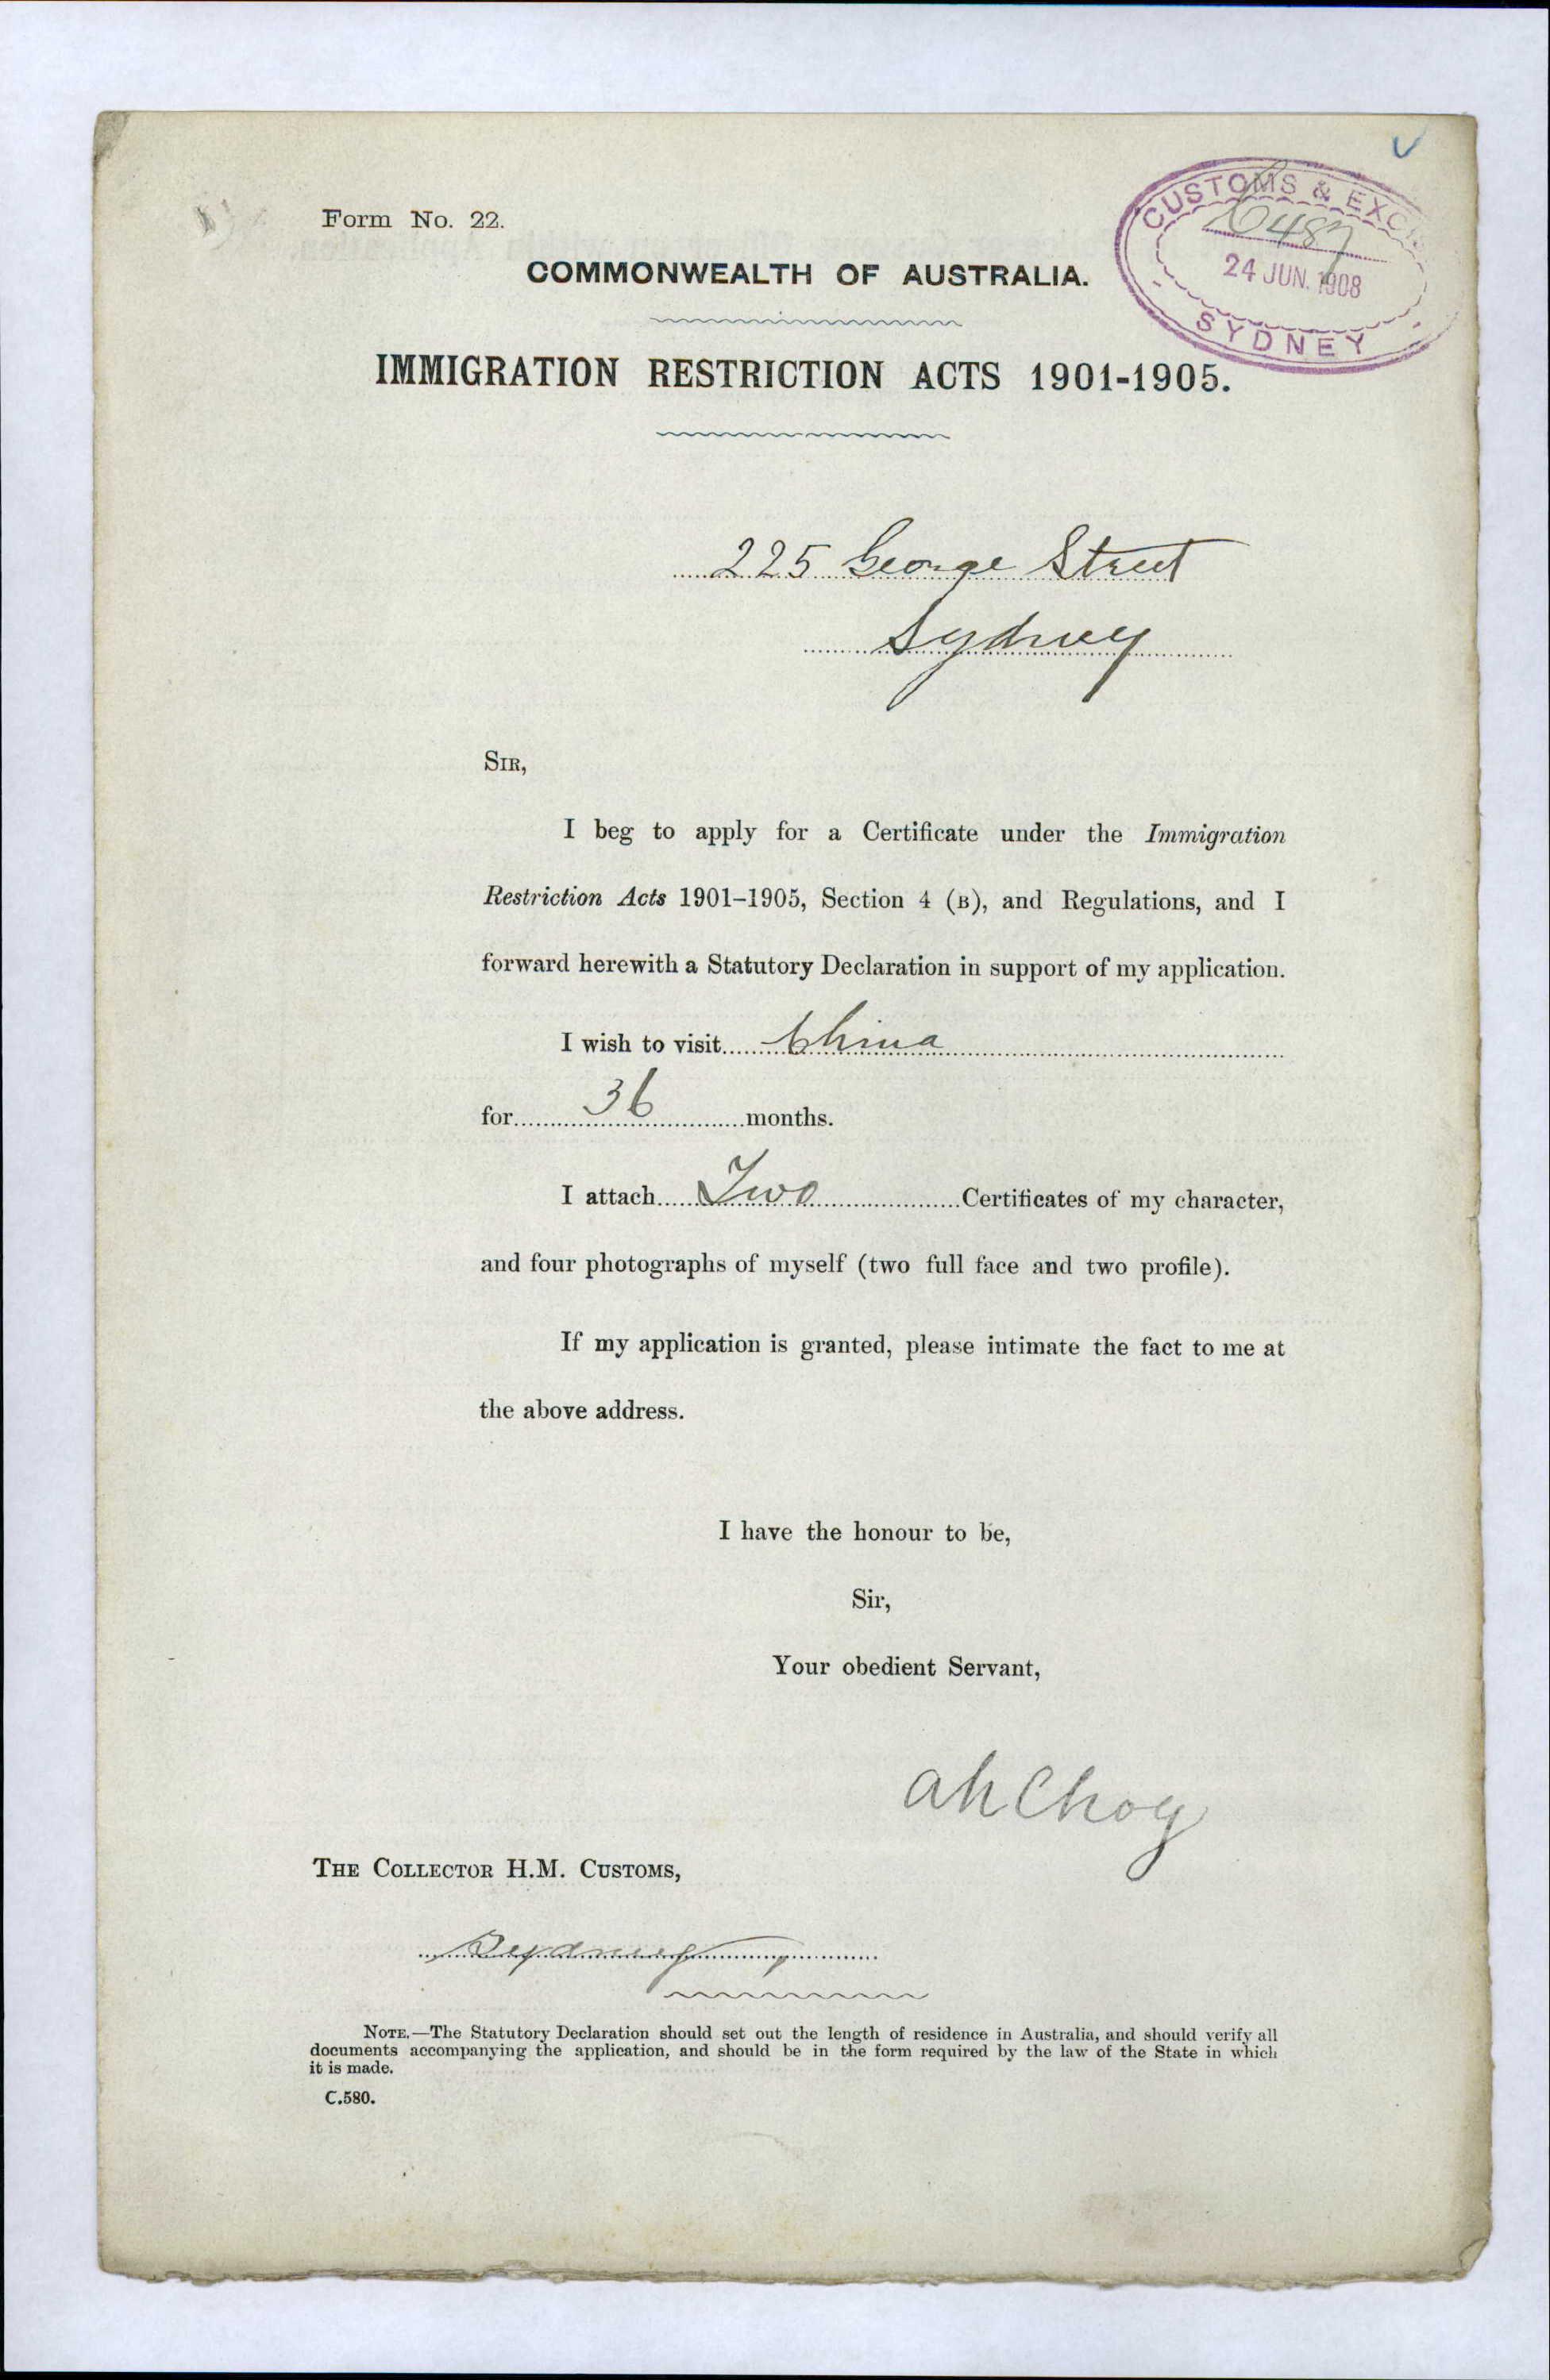 Form No. 22.
CUSTOMS & EXC
24 JUN. 1908
SYDNEY
COMMONWEALTH OF AUSTRALIA.
IMMIGRATION RESTRICTION ACTS 1901-1905.
225 George Street
Sydney
SIR,
I beg to apply for a Certificate under the Immigration
Restriction Acts 1901–1905, Section 4 (B), and Regulations, and I
forward herewith a Statutory Declaration in support of my application.
I wish to visit China
for 36 months.
I attach Two Certificates of my character,
and four photographs of myself (two full face and two profile).
If my application is granted, please intimate the fact to me at
the above address.
I have the honour to be,
Sir,
Your obedient Servant,
ah Choy
THE COLLECTOR H.M. CUSTOMS,
Sydney
NOTE.—The Statutory Declaration should set out the length of residence in Australia, and should verify all
documents accompanying the application, and should be in the form required by the law of the State in which
it is made.
C.580.